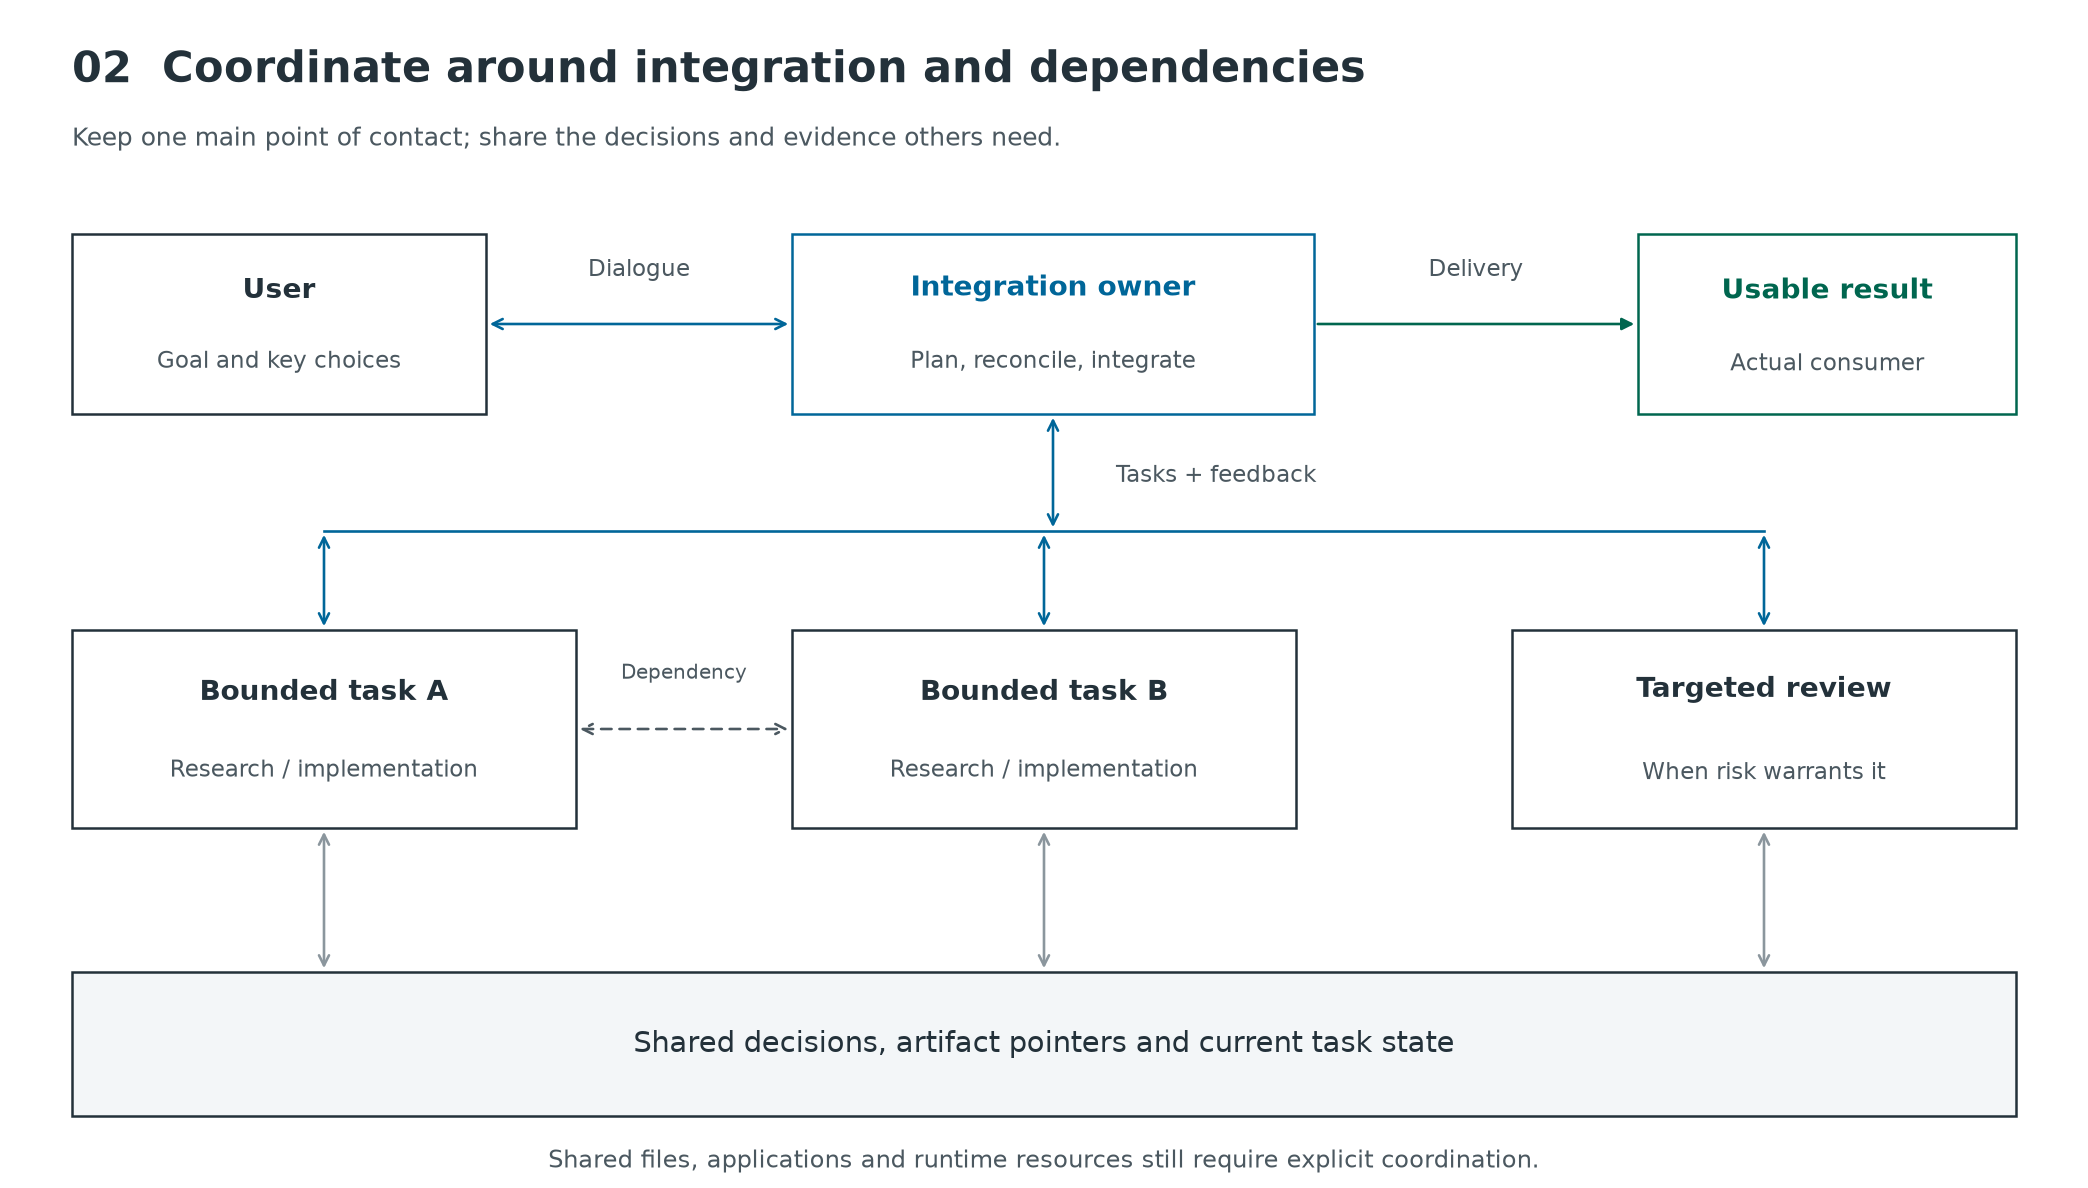 02 Coordinate around integration and dependencies
Keep one main point of contact; share the decisions and evidence others need.
User
Goal and key choices
Dialogue
Integration owner
Plan, reconcile, integrate
Delivery
Usable result
Actual consumer
Tasks + feedback
Bounded task A
Research / implementation
Dependency
Bounded task B
Research / implementation
Targeted review
When risk warrants it
Shared decisions, artifact pointers and current task state
Shared files, applications and runtime resources still require explicit coordination.